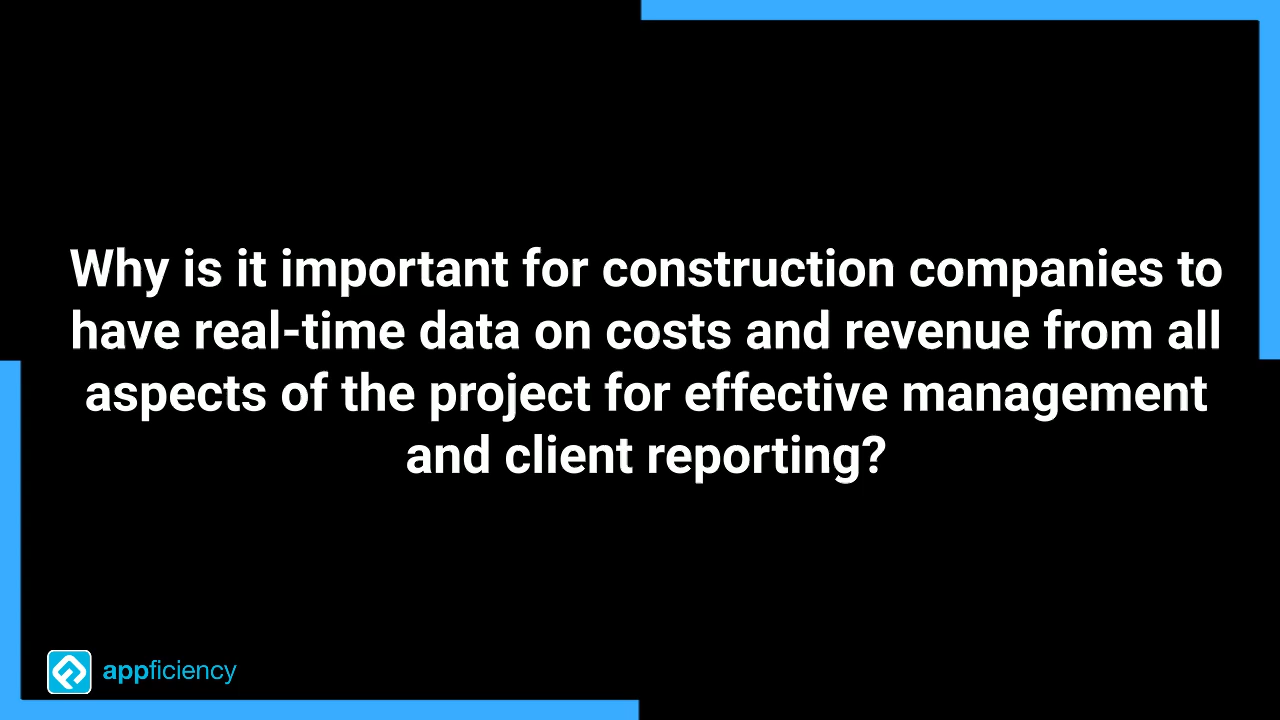 Why is it important for construction companies to
have real-time data on costs and revenue from all
aspects of the project for effective management
and client reporting?
appficiency